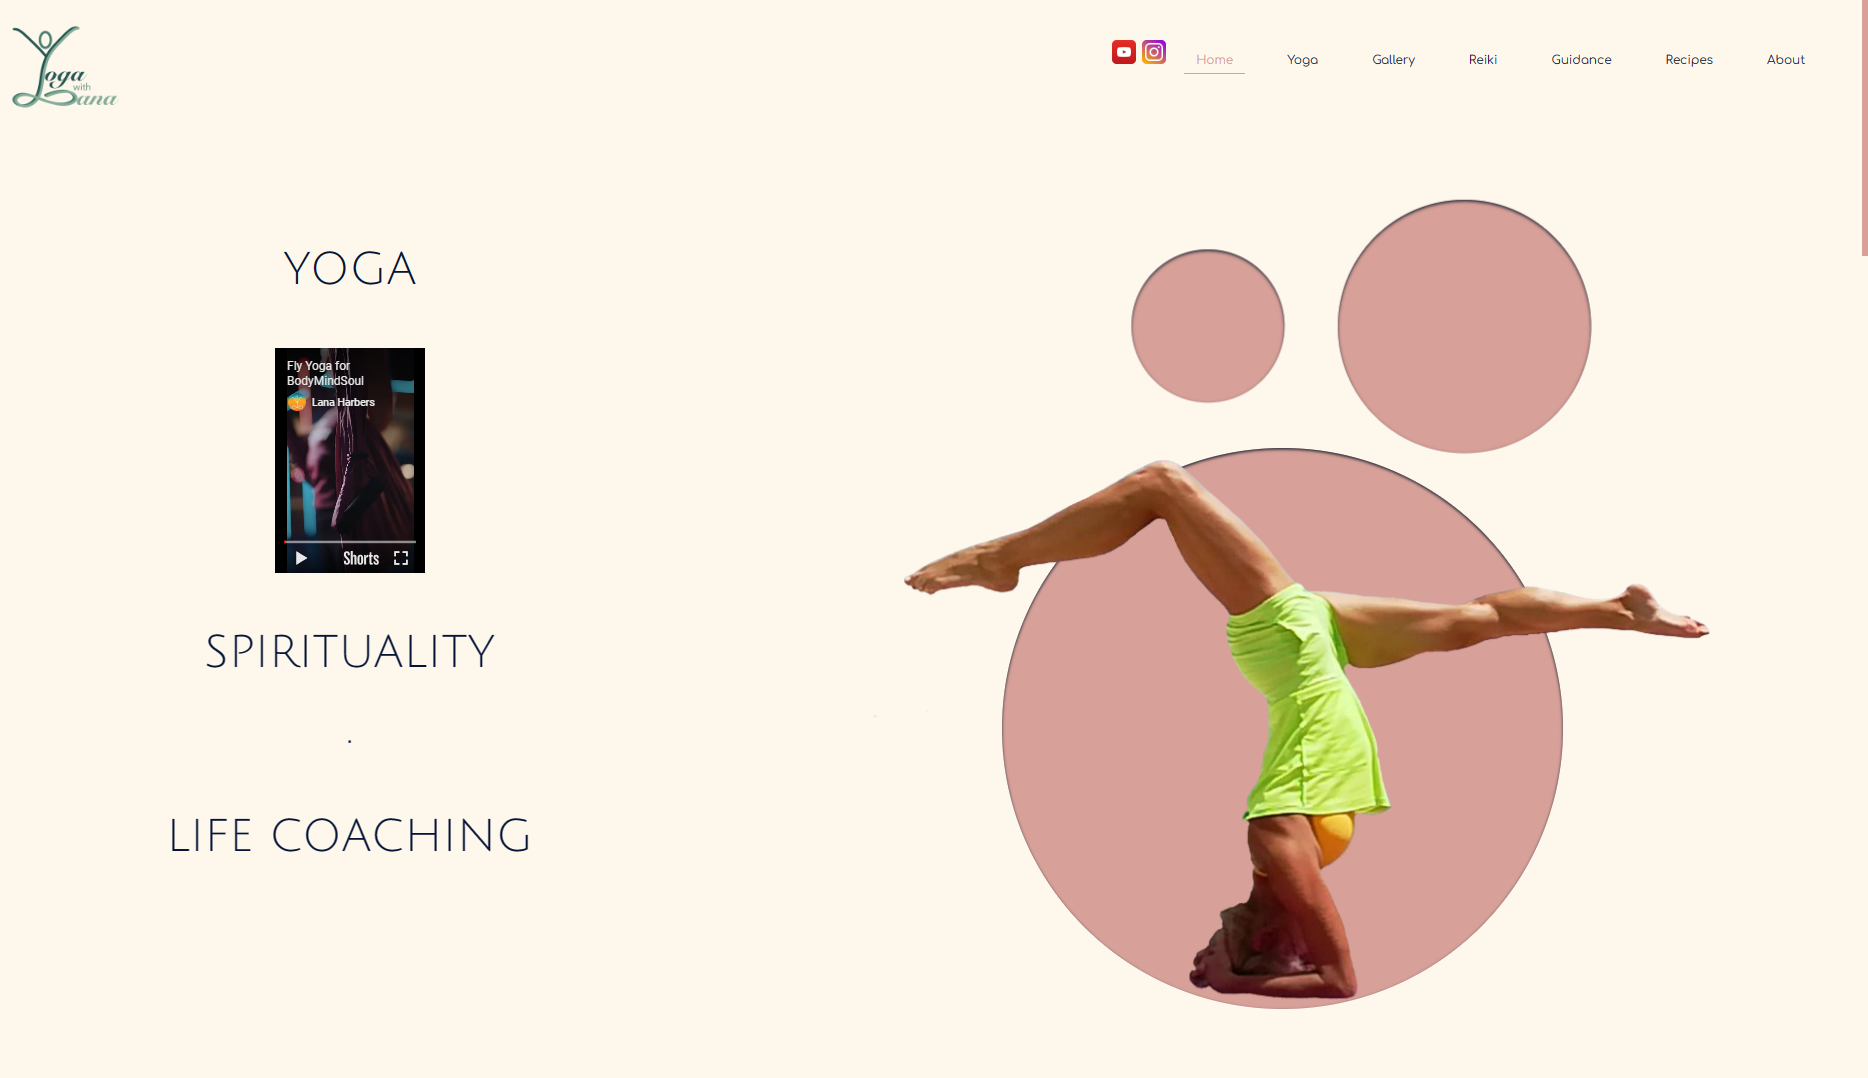 Yoga
with
Lana
Home
Yoga
Gallery
Reiki
Guidance
Recipes
About
YOGA
Fly Yoga for
BodyMindSoul
Lana Harbers
Shorts
SPIRITUALITY
.
LIFE COACHING